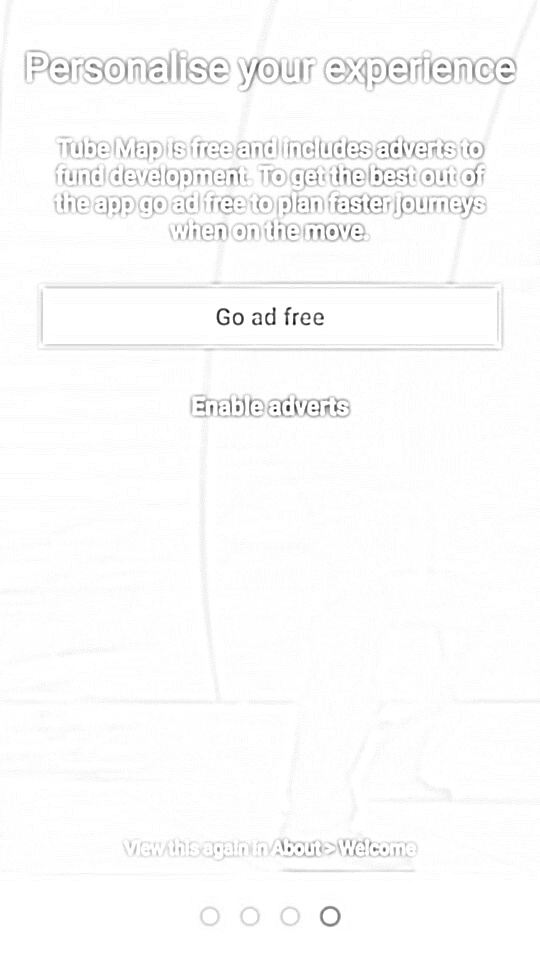 Personalise your experience
Tube Map is free and includes adverts to
fund development. To get the best out of
the app go ad free to plan faster journeys
when on the move.
Go ad free
Enable adverts
View this again in About > Welcome